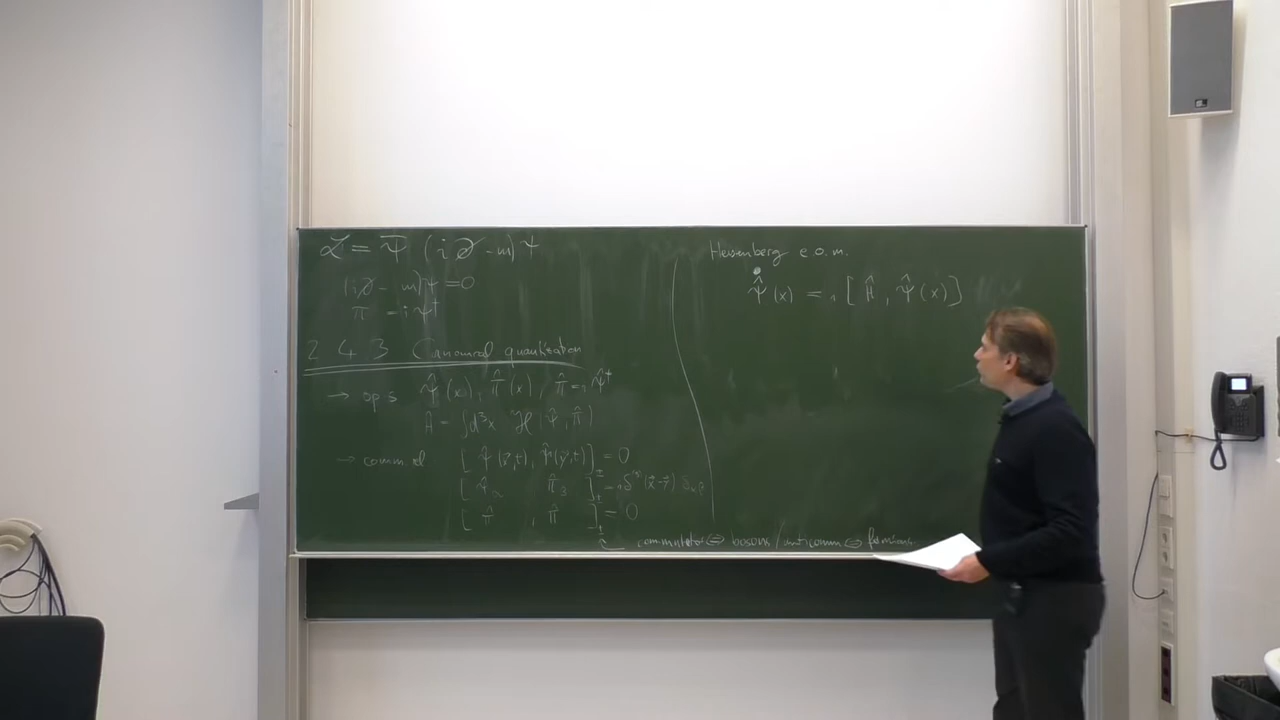 ℒ = Ψ̄ (i∂̸ - m)Ψ
(i∂̸ - m)Ψ = 0
π = iΨ†
2 4 3 Canonical quantization
→ ops Ψ̂(x), π̂(x), π̂ = iΨ̂†
Ĥ = ∫d³x ℋ(Ψ̂, π̂)
→ comm. rel [Ψ̂(x⃗,t), Ψ̂(y⃗,t)]± = 0
[Ψ̂α π̂β ]± = iδ⁽³⁾(x⃗-y⃗) δαβ
[π̂ , π̂ ]± = 0
commutator ⇔ bosons / anticomm ⇔ fermions
Heisenberg e.o.m.
Ψ̂̇(x) = i[Ĥ, Ψ̂(x)]